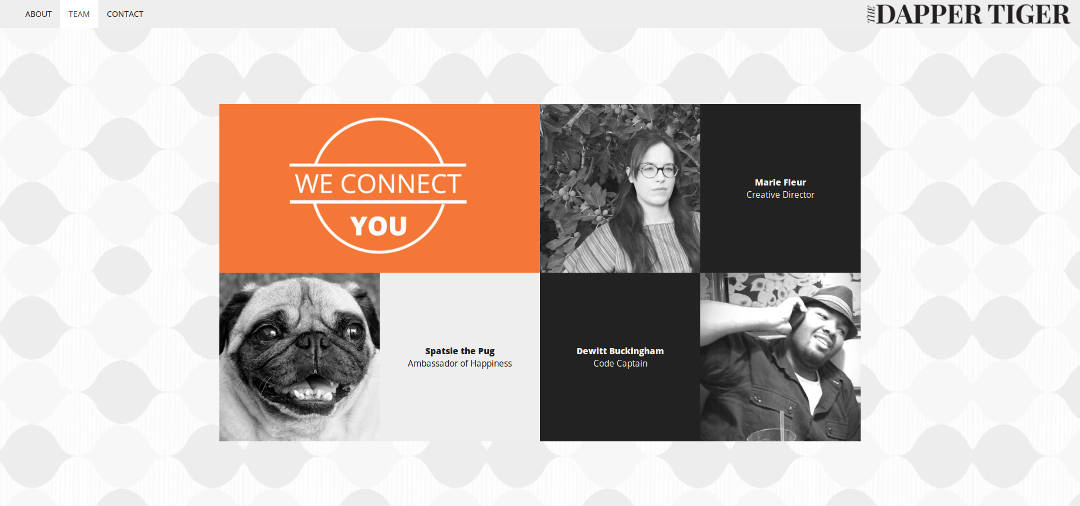 ABOUT TEAM CONTACT
THE DAPPER TIGER
WE CONNECT
YOU
Marie Fleur
Creative Director
Spatsie the Pug
Ambassador of Happiness
Dewitt Buckingham
Code Captain